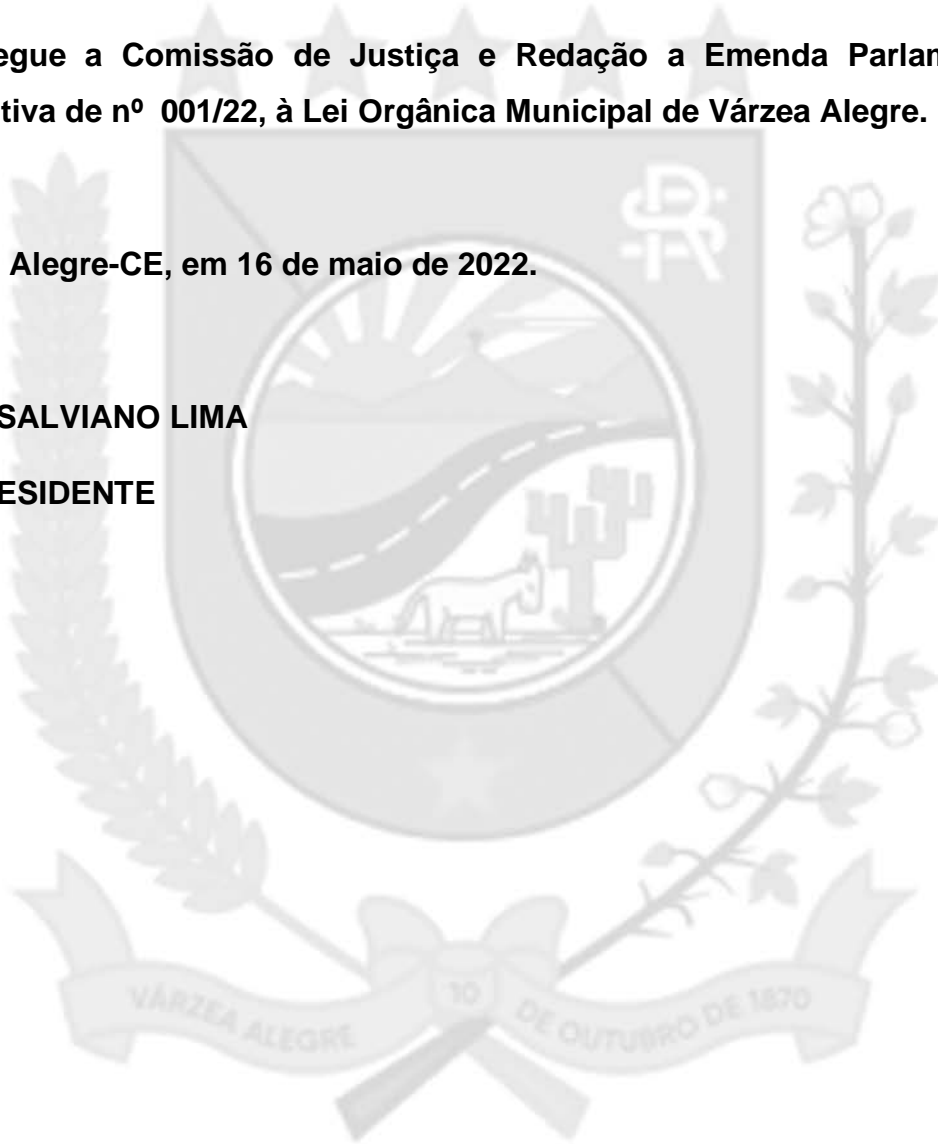 egue a Comissão de Justiça e Redação a Emenda Parlan
tiva de nº 001/22, à Lei Orgânica Municipal de Várzea Alegre.
Alegre-CE, em 16 de maio de 2022.
SALVIANO LIMA
ESIDENTE
VÁRZEA ALEGRE 10 DE OUTUBRO DE 1870